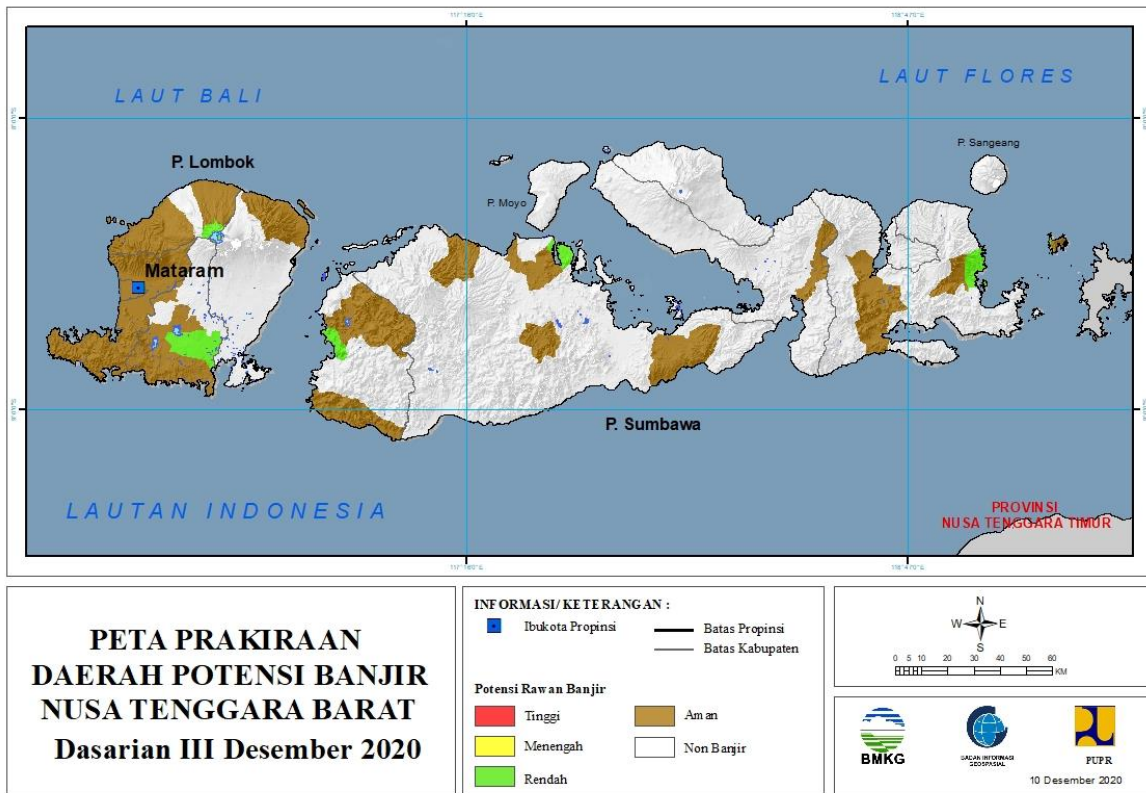 LAUT BALI
LAUT FLORES
P. Lombok
P. Sangeang
P. Moyo
Mataram
P. Sumbawa
LAUTAN INDONESIA
PROVINSI
NUSA TENGGARA TIMUR
PETA PRAKIRAAN
DAERAH POTENSI BANJIR
NUSA TENGGARA BARAT
Dasarian III Desember 2020
INFORMASI/ KETERANGAN :
Ibukota Propinsi
Batas Propinsi
Batas Kabupaten
Potensi Rawan Banjir
Tinggi
Aman
Menengah
Non Banjir
Rendah
N
W E
S
0 5 10 20 30 40 50 60
KM
BMKG
BADAN INFORMASI
GEOSPASIAL
PUPR
10 Desember 2020